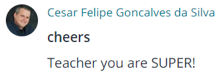 Cesar Felipe Goncalves da Silva
cheers
Teacher you are SUPER!